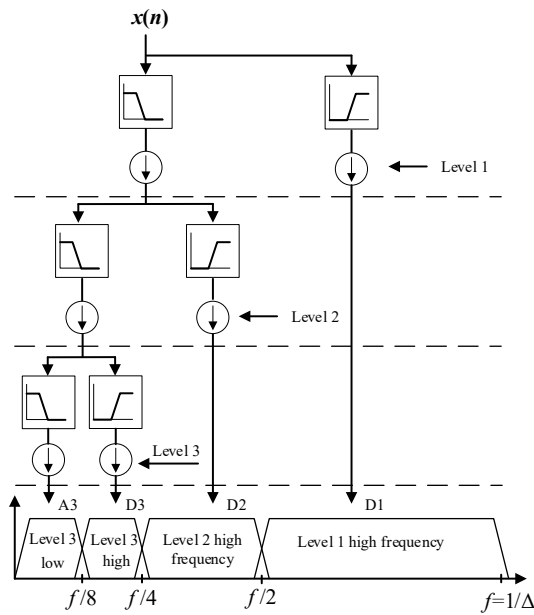 x(n)
Level 1
Level 2
Level 3
A3
D3
D2
D1
Level 3
low
Level 3
high
Level 2 high
frequency
Level 1 high frequency
f/8
f/4
f/2
f=1/Δ